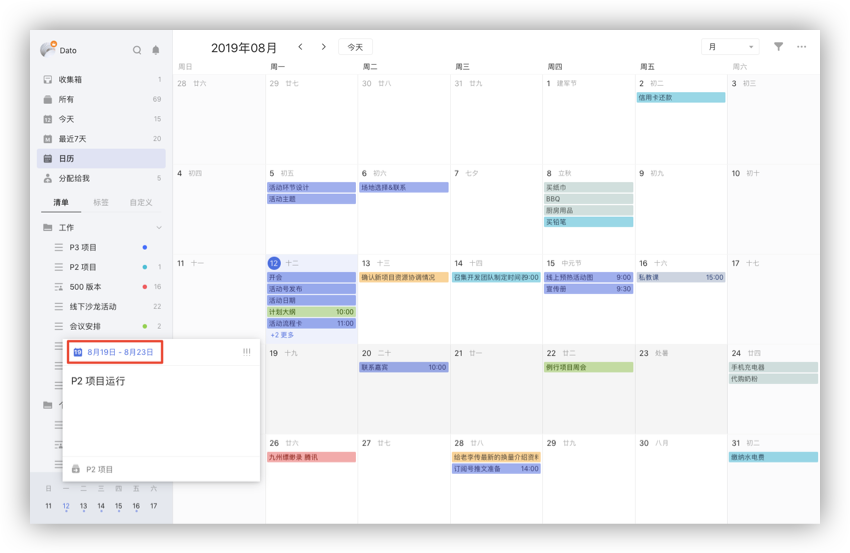 Dato
收集箱 1
所有 69
今天 15
最近7天 20
日历
分配给我 5
清单 标签 自定义
工作
P3 项目
P2 项目 1
500 版本 16
线下沙龙活动 22
会议安排 2
8月19日 - 8月23日
P2 项目运行
P2 项目
日 一 二 三 四 五 六
11 12 13 14 15 16 17
2019年08月 < > 今天 月
周日 周一 周二 周三 周四 周五 周六
28 廿六
29 廿七
30 廿八
31 廿九
1 建军节
2 初二
信用卡还款
3 初三
4 初四
5 初五
活动环节设计
活动主题
6 初六
场地选择&联系
7 七夕
8 立秋
买纸巾
BBQ
厨房用品
买铅笔
9 初九
10 初十
11 十一
12 十二
开会
活动号发布
活动日期
计划大纲 10:00
活动流程卡 11:00
+2 更多
13 十三
确认新项目资源协调情况
14 十四
召集开发团队制定时间表 9:00
15 中元节
线上预热活动图 9:00
宣传册 9:30
16 十六
私教课 15:00
17 十七
19 十九
20 二十
联系嘉宾 10:00
21 廿一
22 廿二
例行项目周会
23 处暑
24 廿四
手机充电器
代购奶粉
26 廿六
九州缥缈录 腾讯
27 廿七
28 廿八
给老李传最新的换量介绍资料
订阅号推文准备 14:00
29 廿九
30 八月
31 初二
缴纳水电费